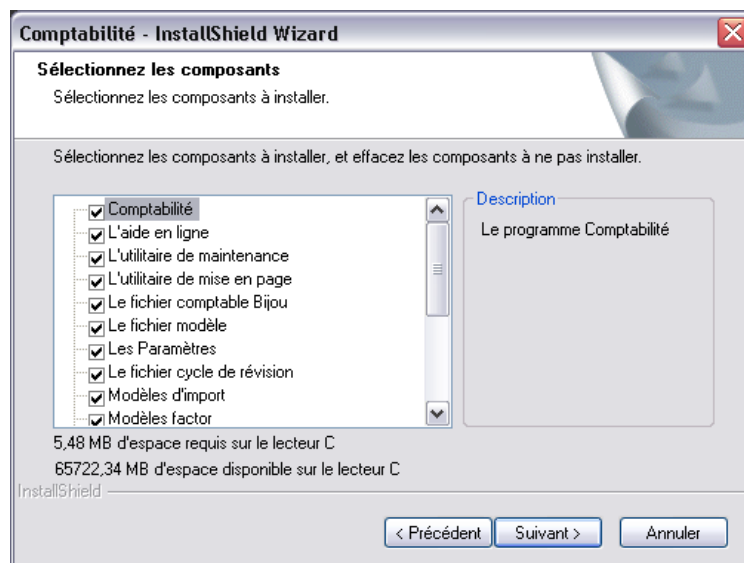 Comptabilité - InstallShield Wizard
Sélectionnez les composants
Sélectionnez les composants à installer.
Sélectionnez les composants à installer, et effacez les composants à ne pas installer.
Comptabilité
L'aide en ligne
L'utilitaire de maintenance
L'utilitaire de mise en page
Le fichier comptable Bijou
Le fichier modèle
Les Paramètres
Le fichier cycle de révision
Modèles d'import
Modèles factor
Description
Le programme Comptabilité
5,48 MB d'espace requis sur le lecteur C
65722,34 MB d'espace disponible sur le lecteur C
InstallShield
< Précédent
Suivant >
Annuler